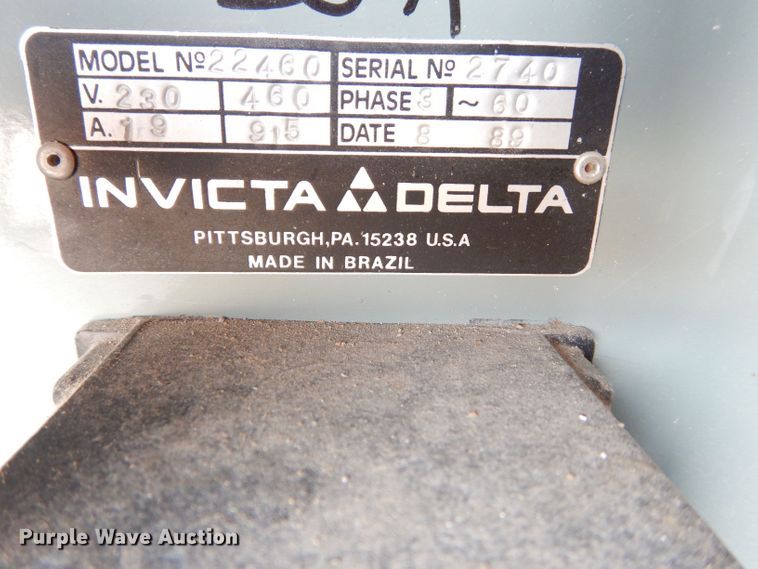 MODEL Nº 22460 SERIAL Nº 2740
V. 230 460 PHASE 3 ~ 60
A. 19 9.5 DATE 8 89
INVICTA DELTA
PITTSBURGH, PA. 15238 U.S.A
MADE IN BRAZIL
Purple Wave Auction